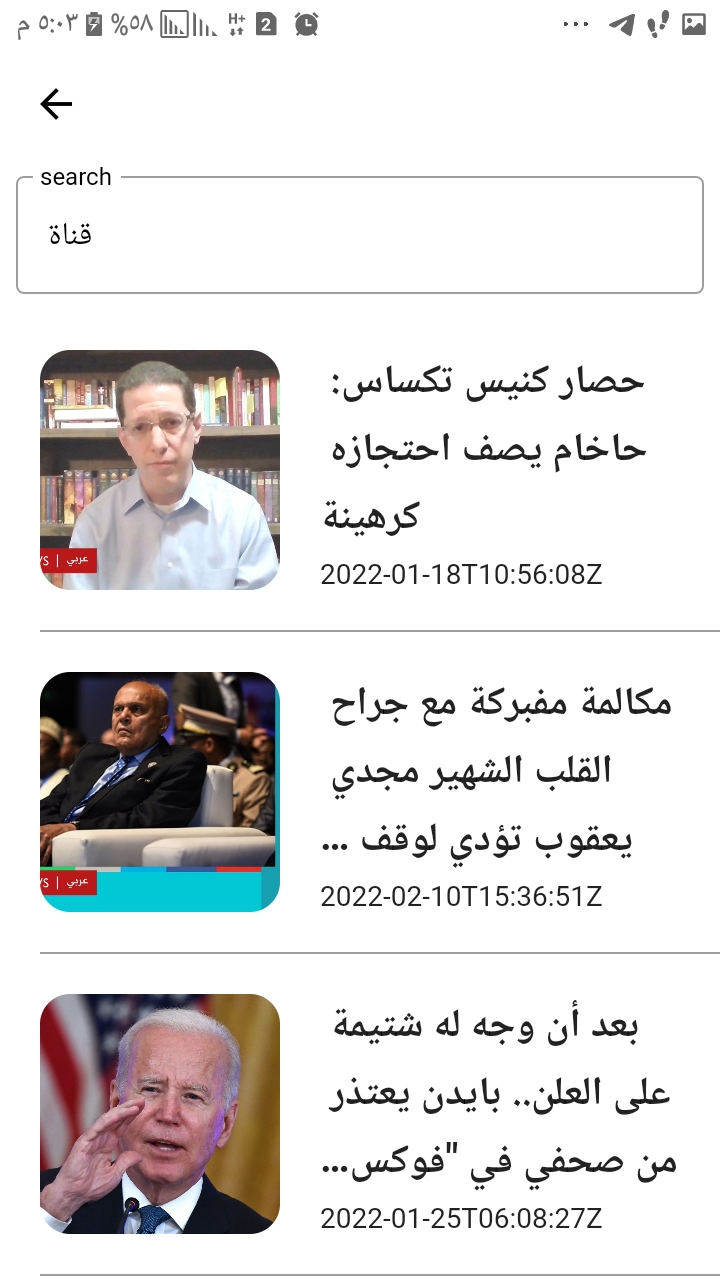 ٥:٠٣ م
%٥٨
H+
2
search
قناة
حصار كنيس تكساس:
حاخام يصف احتجازه
كرهينة
عربي |
2022-01-18T10:56:08Z
مكالمة مفبركة مع جراح
القلب الشهير مجدي
يعقوب تؤدي لوقف ...
عربي |
2022-02-10T15:36:51Z
بعد أن وجه له شتيمة
على العلن.. بايدن يعتذر
من صحفي في "فوكس...
2022-01-25T06:08:27Z